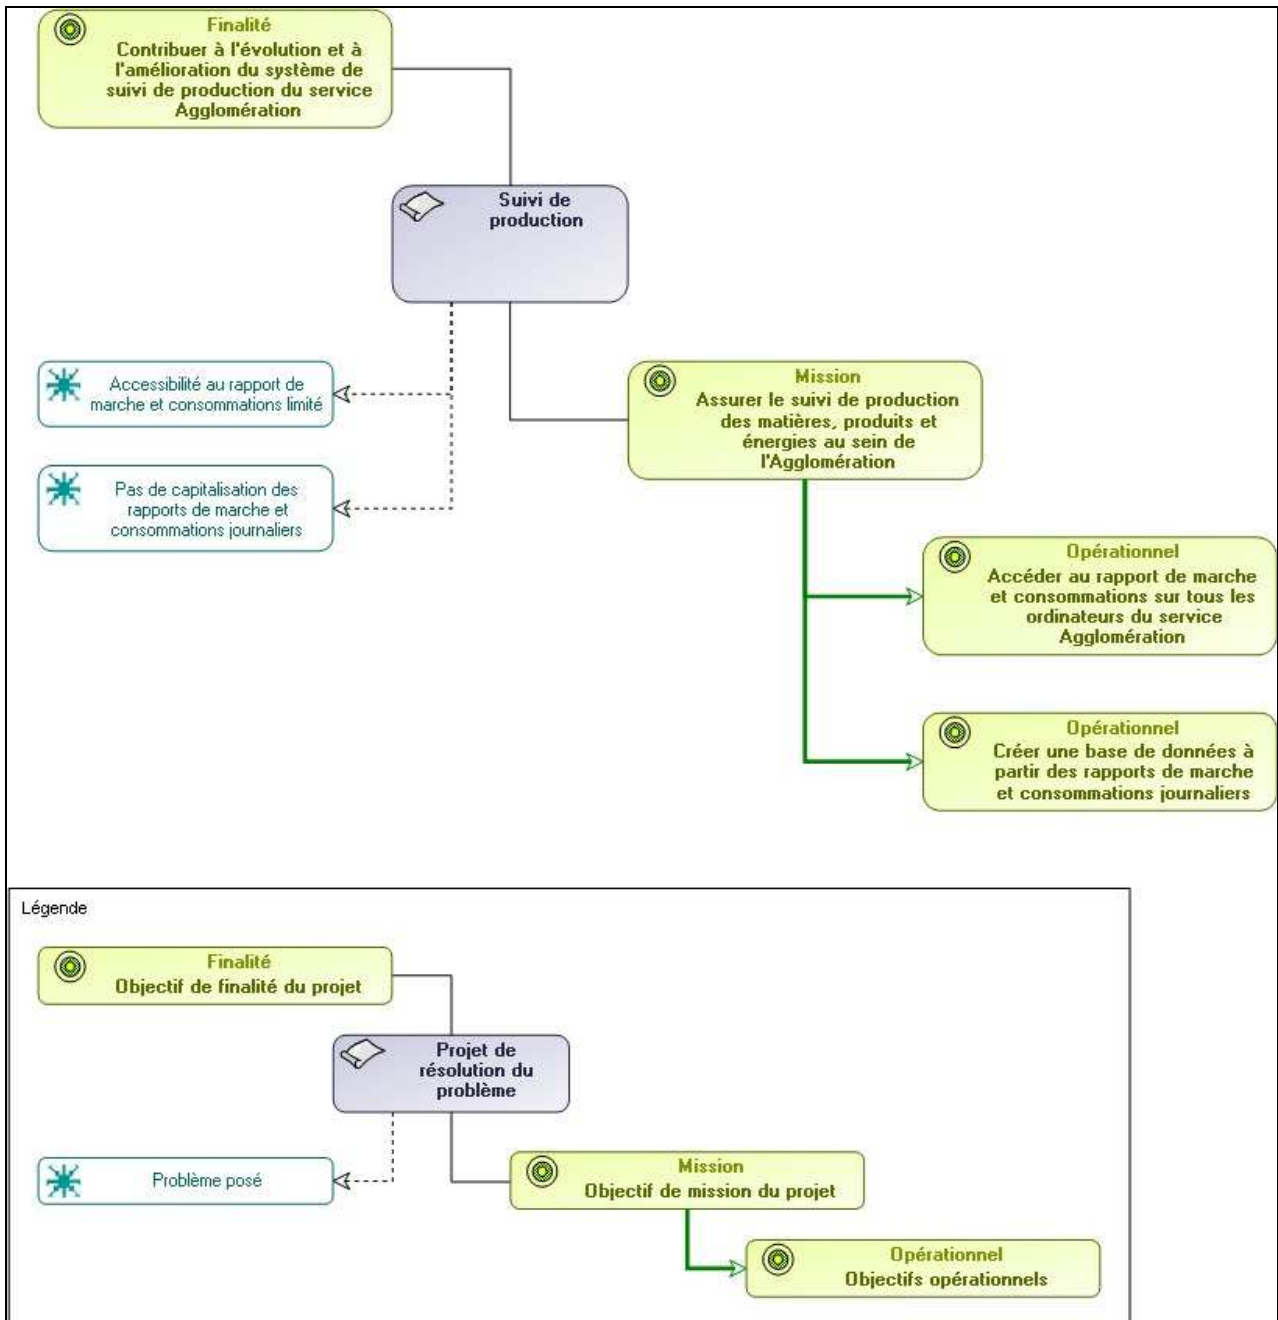 Finalité
Contribuer à l'évolution et à
l'amélioration du système de
suivi de production du service
Agglomération
Suivi de
production
Accessibilité au rapport de
marche et consommations limité
Pas de capitalisation des
rapports de marche et
consommations journaliers
Mission
Assurer le suivi de production
des matières, produits et
énergies au sein de
l'Agglomération
Opérationnel
Accéder au rapport de marche
et consommations sur tous les
ordinateurs du service
Agglomération
Opérationnel
Créer une base de données à
partir des rapports de marche
et consommations journaliers
Légende
Finalité
Objectif de finalité du projet
Projet de
résolution du
problème
Problème posé
Mission
Objectif de mission du projet
Opérationnel
Objectifs opérationnels